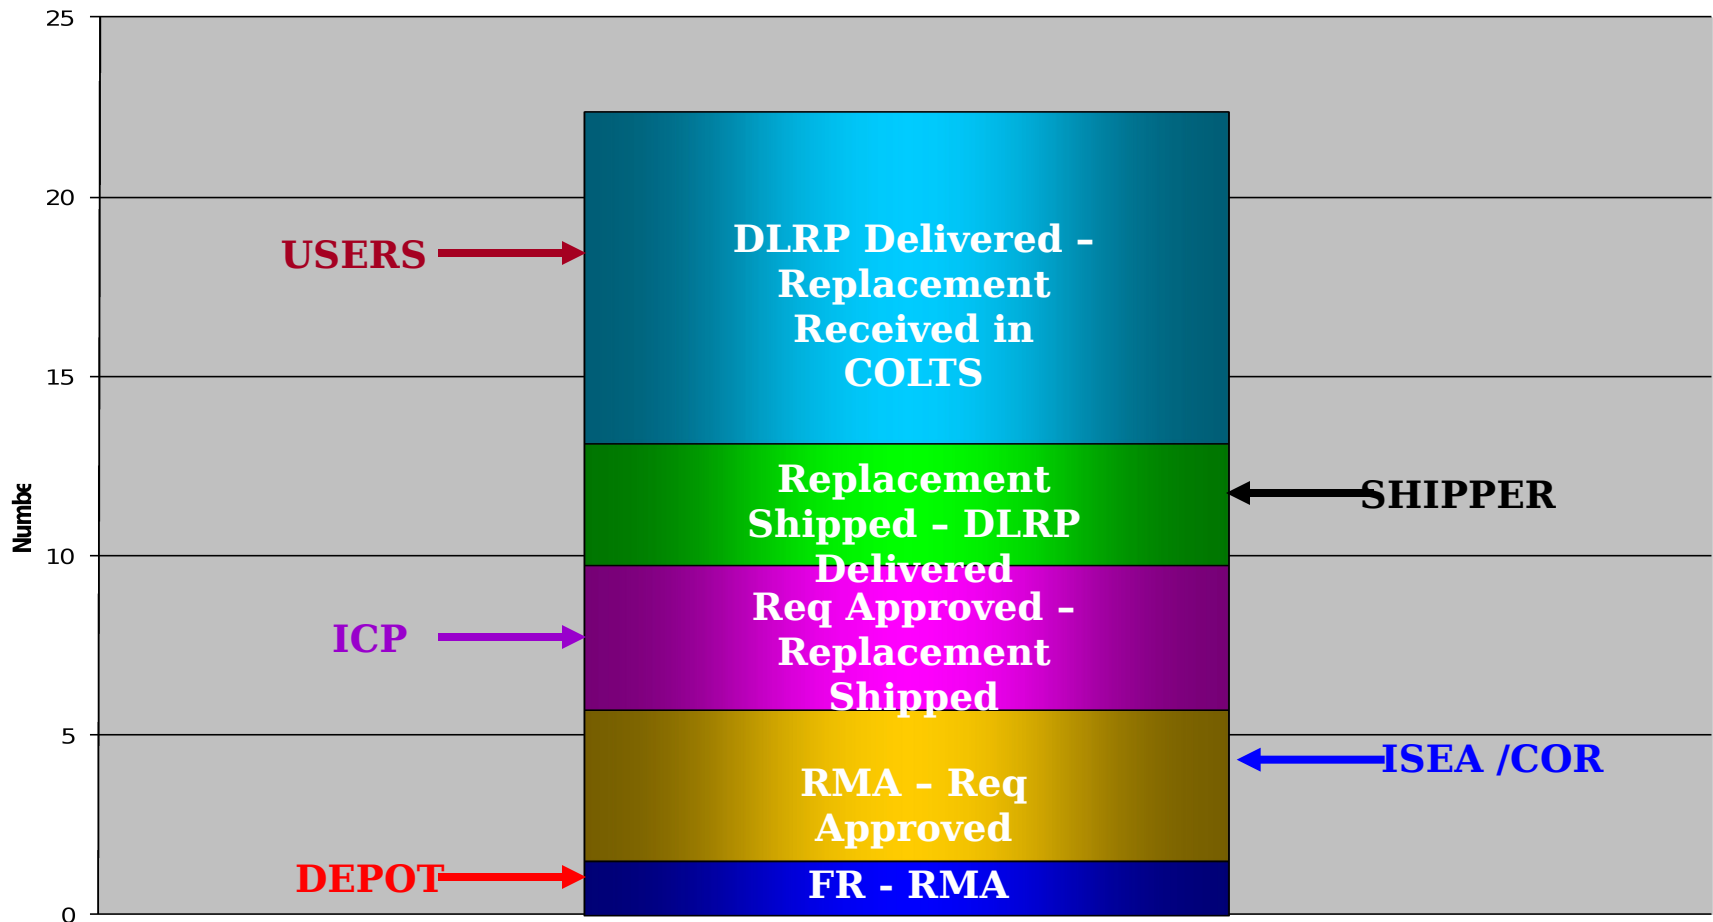 25
20
15
10
5
0
Numbe
USERS
DLRP Delivered –
Replacement
Received in
COLTS
Replacement
Shipped – DLRP
Delivered
SHIPPER
Req Approved –
Replacement
Shipped
ICP
RMA – Req
Approved
ISEA /COR
DEPOT
FR - RMA